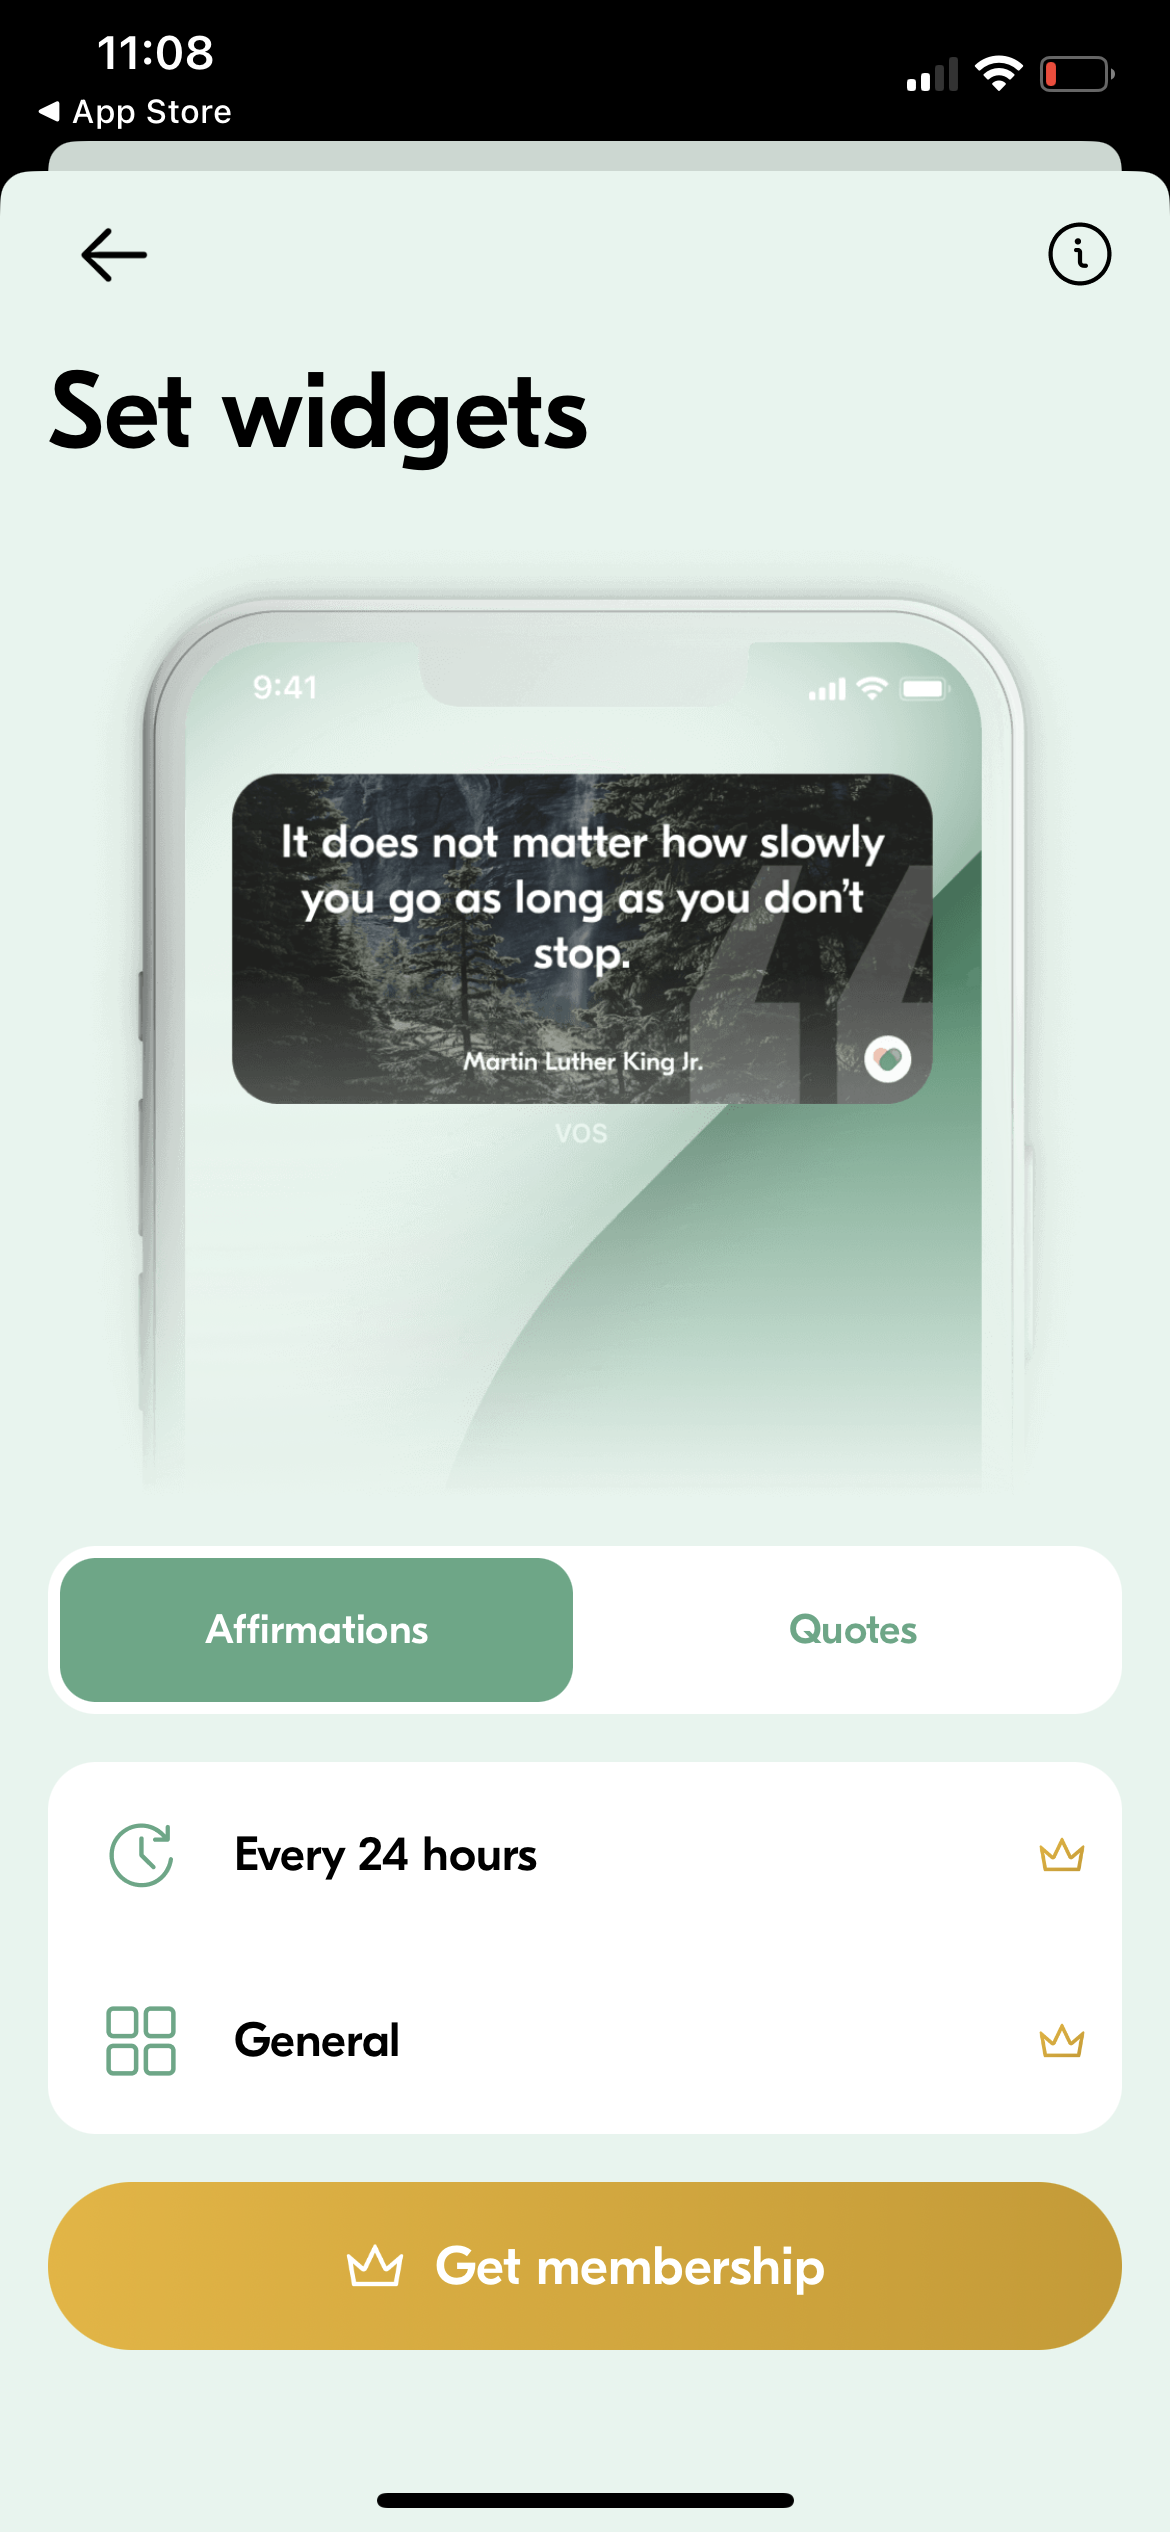 11:08
App Store
Set widgets
9:41
It does not matter how slowly
you go as long as you don’t
stop.
Martin Luther King Jr.
VOS
Affirmations
Quotes
Every 24 hours
General
Get membership